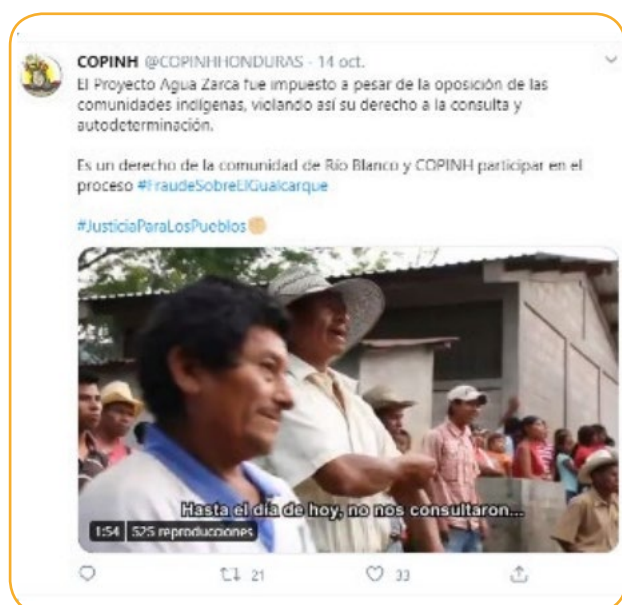 COPINH @COPINHHONDURAS · 14 oct.
El Proyecto Agua Zarca fue impuesto a pesar de la oposición de las
comunidades indígenas, violando así su derecho a la consulta y
autodeterminación.
Es un derecho de la comunidad de Río Blanco y COPINH participar en el
proceso #FraudeSobreElGualcarque
#JusticiaParaLosPueblos
Hasta el día de hoy, no nos consultaron...
1:54 525 reproducciones
21 33